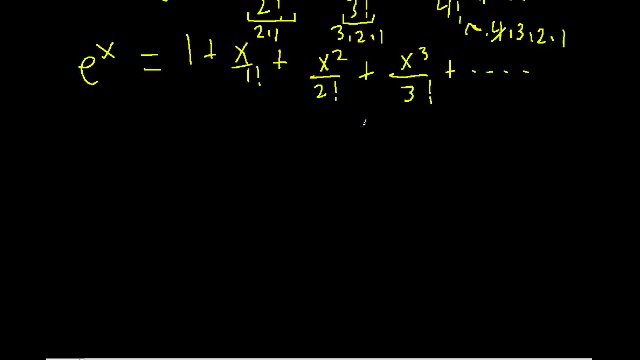 2! 3! 4!
2.1 3.2.1 4.3.2.1
e^x = 1 + x/1! + x^2/2! + x^3/3! + ....